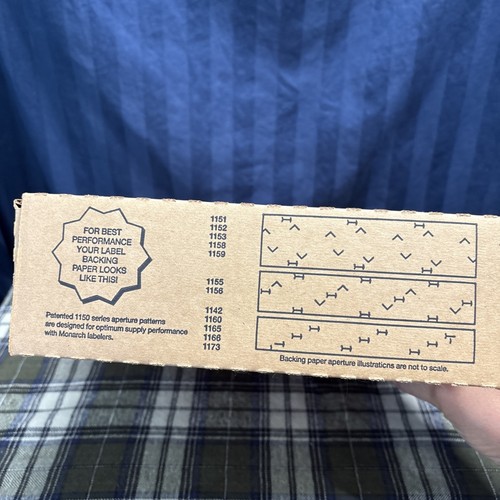 FOR BEST
PERFORMANCE
YOUR LABEL
BACKING
PAPER LOOKS
LIKE THIS!
Patented 1150 series aperture patterns
are designed for optimum supply performance
with Monarch labelers.
1151
1152
1153
1158
1159
1155
1156
1142
1160
1165
1166
1173
Backing paper aperture illustrations are not to scale.